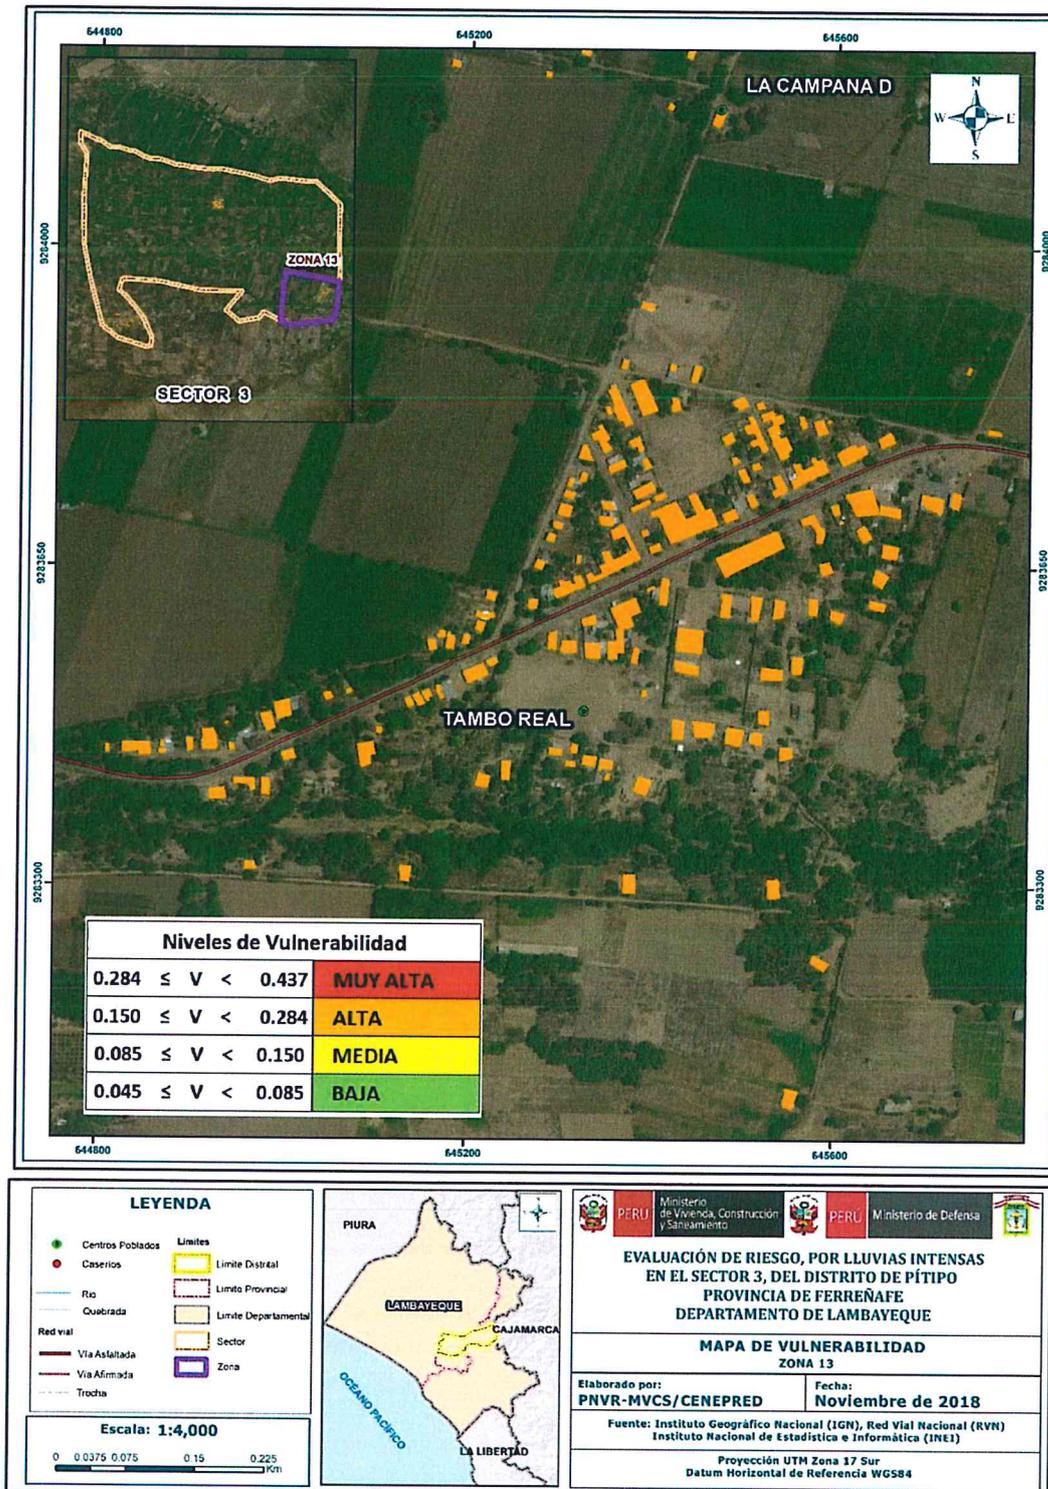 644800
645200
645600
LA CAMPANA D
N
W
E
S
9284000
9284000
ZONA 13
SECTOR 3
9283650
9283650
TAMBO REAL
9283300
9283300
Niveles de Vulnerabilidad
0.284 ≤ V < 0.437 MUY ALTA
0.150 ≤ V < 0.284 ALTA
0.085 ≤ V < 0.150 MEDIA
0.045 ≤ V < 0.085 BAJA
644800
645200
645600
LEYENDA
Centros Poblados
Caserios
Rio
Quebrada
Red vial
Vía Asfaltada
Vía Afirmada
Trocha
Limites
Limite Distrital
Limite Provincial
Limite Departamental
Sector
Zona
Escala: 1:4,000
0 0.0375 0.075 0.15 0.225
Km
PIURA
LAMBAYEQUE
CAJAMARCA
OCÉANO PACÍFICO
LA LIBERTAD
PERÚ
Ministerio
de Vivienda, Construcción
y Saneamiento
PERÚ Ministerio de Defensa
EVALUACIÓN DE RIESGO, POR LLUVIAS INTENSAS
EN EL SECTOR 3, DEL DISTRITO DE PÍTIPO
PROVINCIA DE FERREÑAFE
DEPARTAMENTO DE LAMBAYEQUE
MAPA DE VULNERABILIDAD
ZONA 13
Elaborado por:
PNVR-MVCS/CENEPRED
Fecha:
Noviembre de 2018
Fuente: Instituto Geográfico Nacional (IGN), Red Vial Nacional (RVN)
Instituto Nacional de Estadística e Informática (INEI)
Proyección UTM Zona 17 Sur
Datum Horizontal de Referencia WGS84